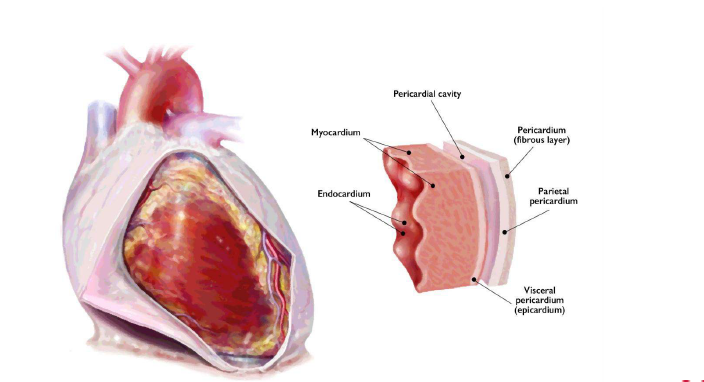 Pericardial cavity
Myocardium
Pericardium
(fibrous layer)
Endocardium
Parietal
pericardium
Visceral
pericardium
(epicardium)